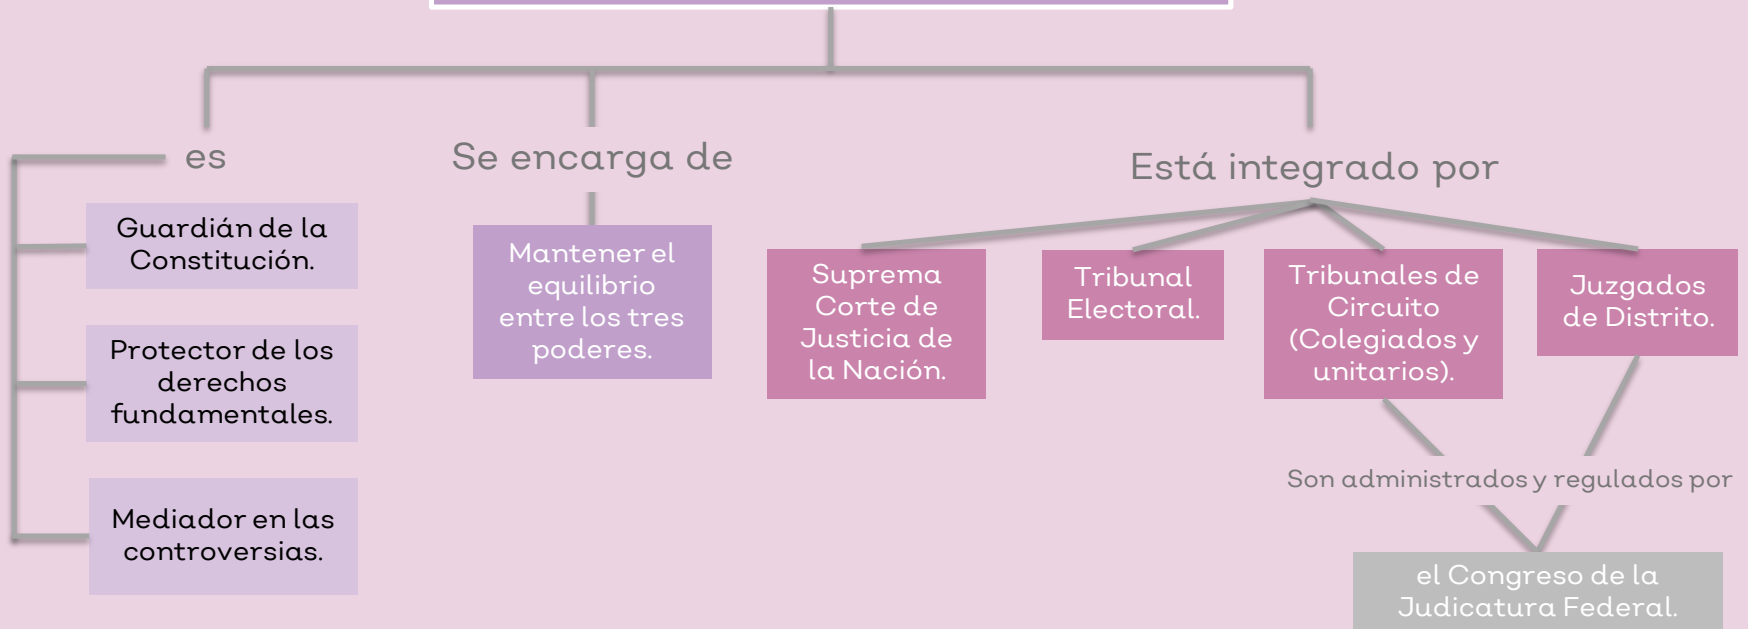 es
Guardián de la
Constitución.
Protector de los
derechos
fundamentales.
Mediador en las
controversias.
Se encarga de
Mantener el
equilibrio
entre los tres
poderes.
Está integrado por
Suprema
Corte de
Justicia de
la Nación.
Tribunal
Electoral.
Tribunales de
Circuito
(Colegiados y
unitarios).
Juzgados
de Distrito.
Son administrados y regulados por
el Congreso de la
Judicatura Federal.